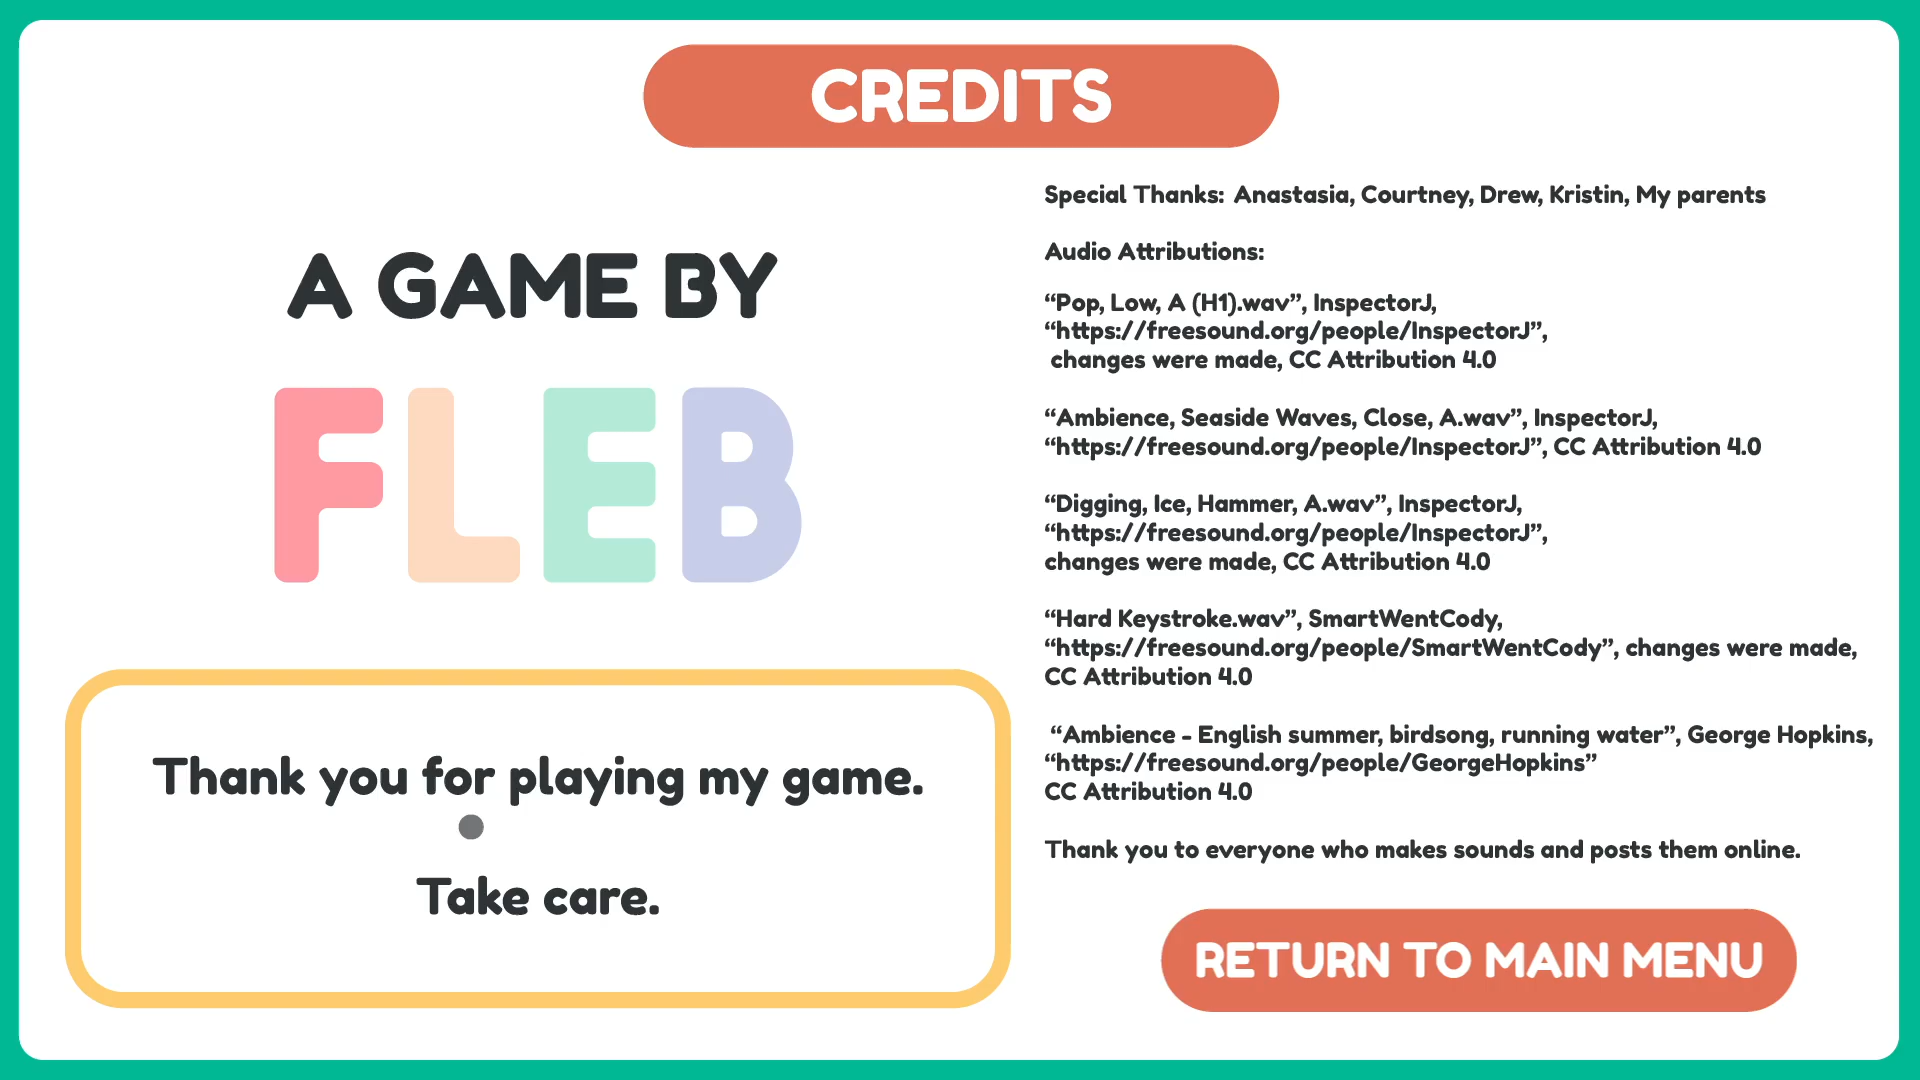 CREDITS
A GAME BY
FLEB
Thank you for playing my game.
Take care.
Special Thanks: Anastasia, Courtney, Drew, Kristin, My parents
Audio Attributions:
“Pop, Low, A (H1).wav”, InspectorJ,
“https://freesound.org/people/InspectorJ”,
changes were made, CC Attribution 4.0
“Ambience, Seaside Waves, Close, A.wav”, InspectorJ,
“https://freesound.org/people/InspectorJ”, CC Attribution 4.0
“Digging, Ice, Hammer, A.wav”, InspectorJ,
“https://freesound.org/people/InspectorJ”,
changes were made, CC Attribution 4.0
“Hard Keystroke.wav”, SmartWentCody,
“https://freesound.org/people/SmartWentCody”, changes were made,
CC Attribution 4.0
“Ambience - English summer, birdsong, running water”, George Hopkins,
“https://freesound.org/people/GeorgeHopkins”
CC Attribution 4.0
Thank you to everyone who makes sounds and posts them online.
RETURN TO MAIN MENU